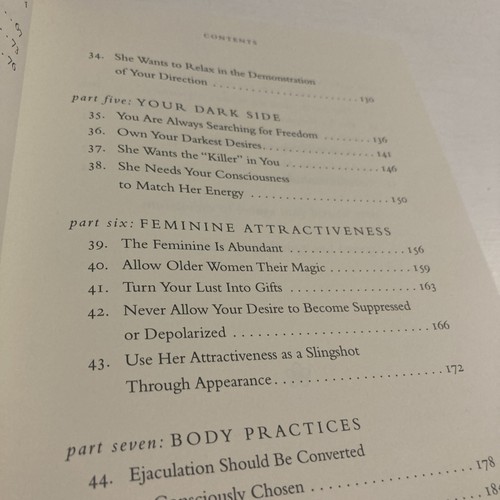 CONTENTS
34. She Wants to Relax in the Demonstration
of Your Direction ........................ 130
part five: YOUR DARK SIDE
35. You Are Always Searching for Freedom ........ 136
36. Own Your Darkest Desires .................... 141
37. She Wants the "Killer" in You ............... 146
38. She Needs Your Consciousness
to Match Her Energy ........................ 150
part six: FEMININE ATTRACTIVENESS
39. The Feminine Is Abundant .................. 156
40. Allow Older Women Their Magic ............. 159
41. Turn Your Lust Into Gifts .................. 163
42. Never Allow Your Desire to Become Suppressed
or Depolarized ............................ 166
43. Use Her Attractiveness as a Slingshot
Through Appearance ........................ 172
part seven: BODY PRACTICES
44. Ejaculation Should Be Converted
Consciously Chosen .................... 178